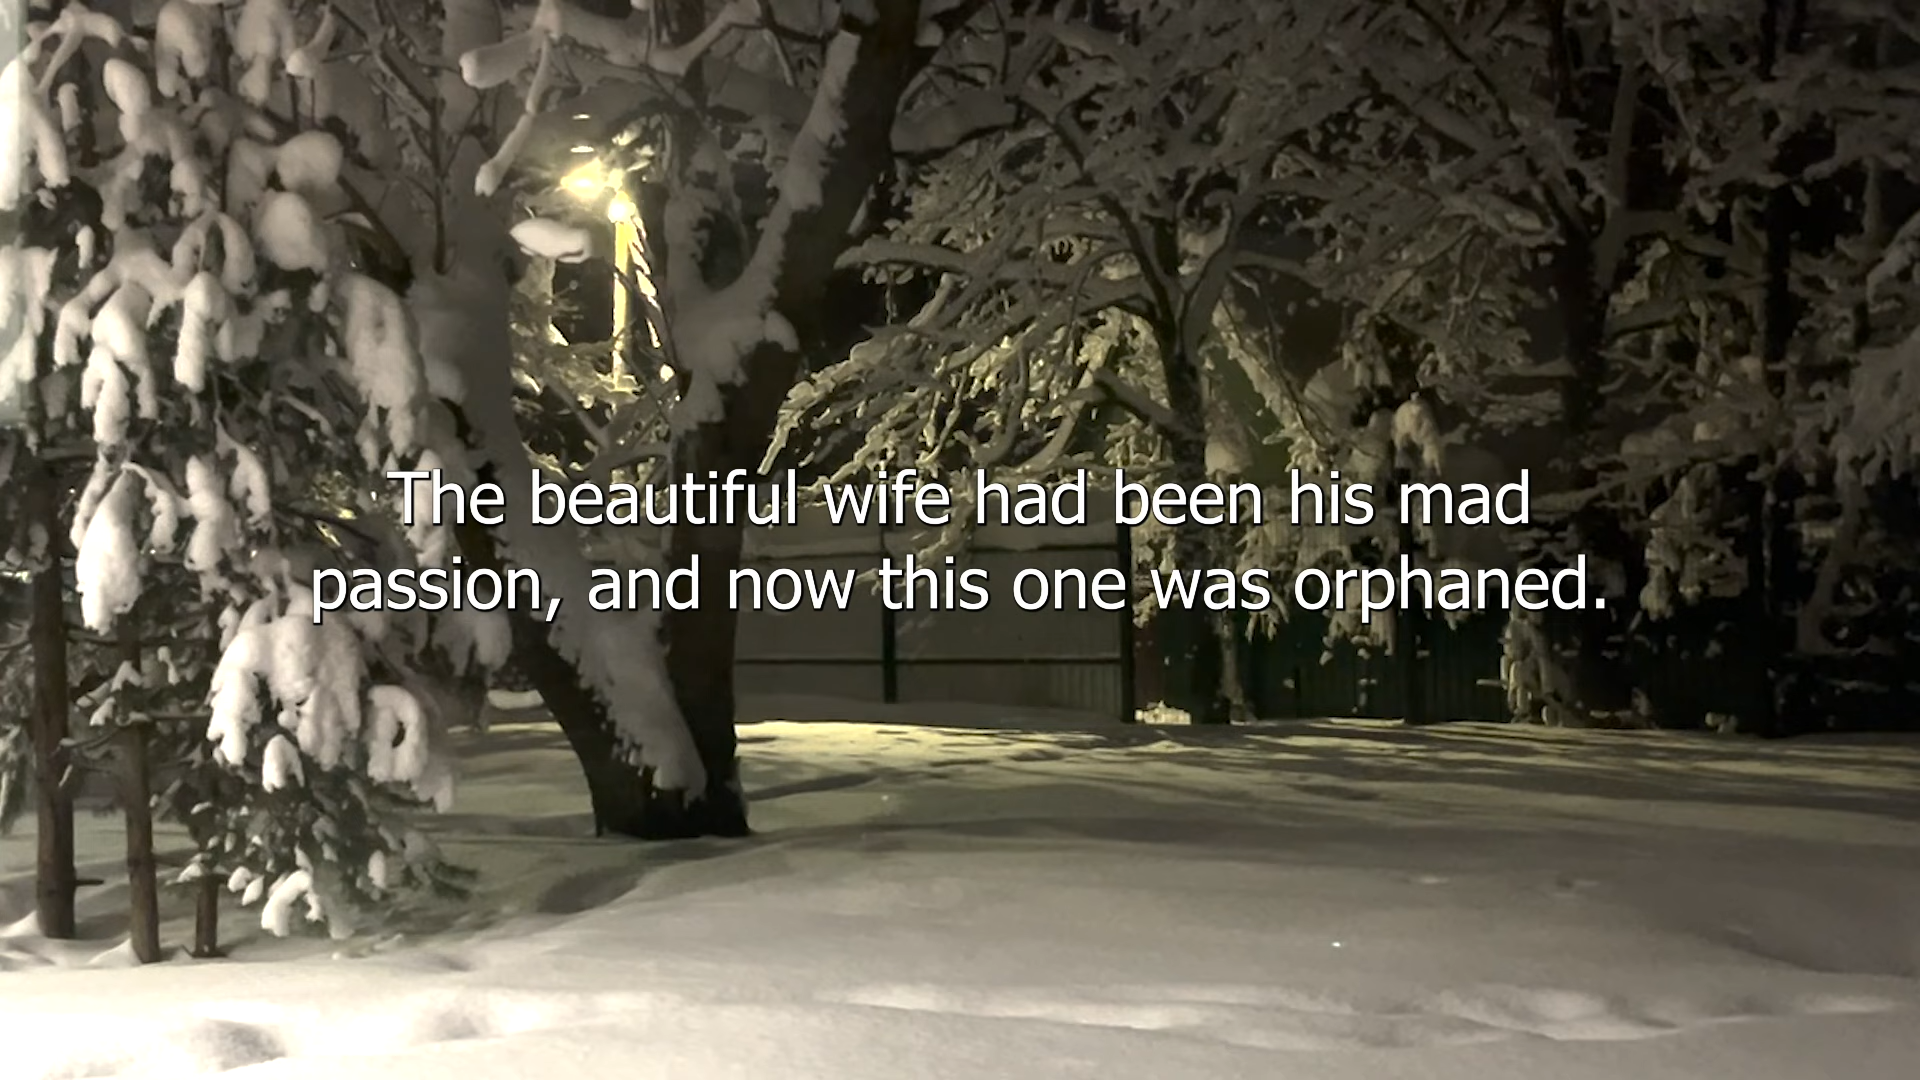 The beautiful wife had been his mad
passion, and now this one was orphaned.